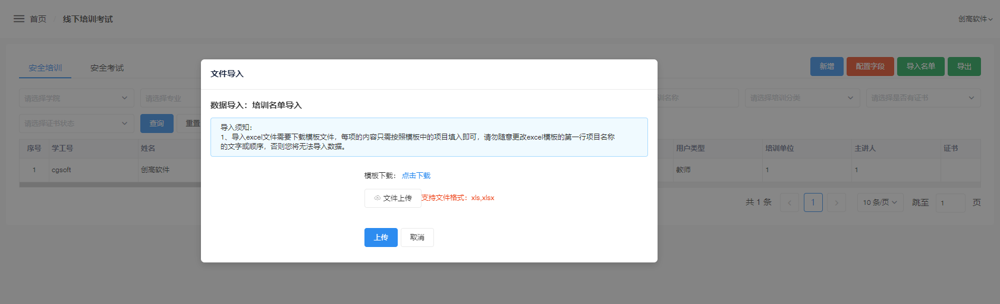 首页 / 线下培训考试
创高软件
安全培训 安全考试
新增 配置字段 导入名单 导出
文件导入
请选择学院 请选择专业 训名称 请选择培训分类 请选择是否有证书
数据导入：培训名单导入
请选择证书状态 查询 重置
导入须知：
1、导入excel文件需要下载模板文件，每项的内容只需按照模板中的项目填入即可，请勿随意更改excel模板的第一行项目名称
的文字或顺序，否则您将无法导入数据。
序号 学工号 姓名 用户类型 培训单位 主讲人 证书
1 cgsoft 创高软件 教师 1 1
模板下载： 点击下载
文件上传 支持文件格式：xls,xlsx
共 1 条 1 10 条/页 跳至 1 页
上传 取消